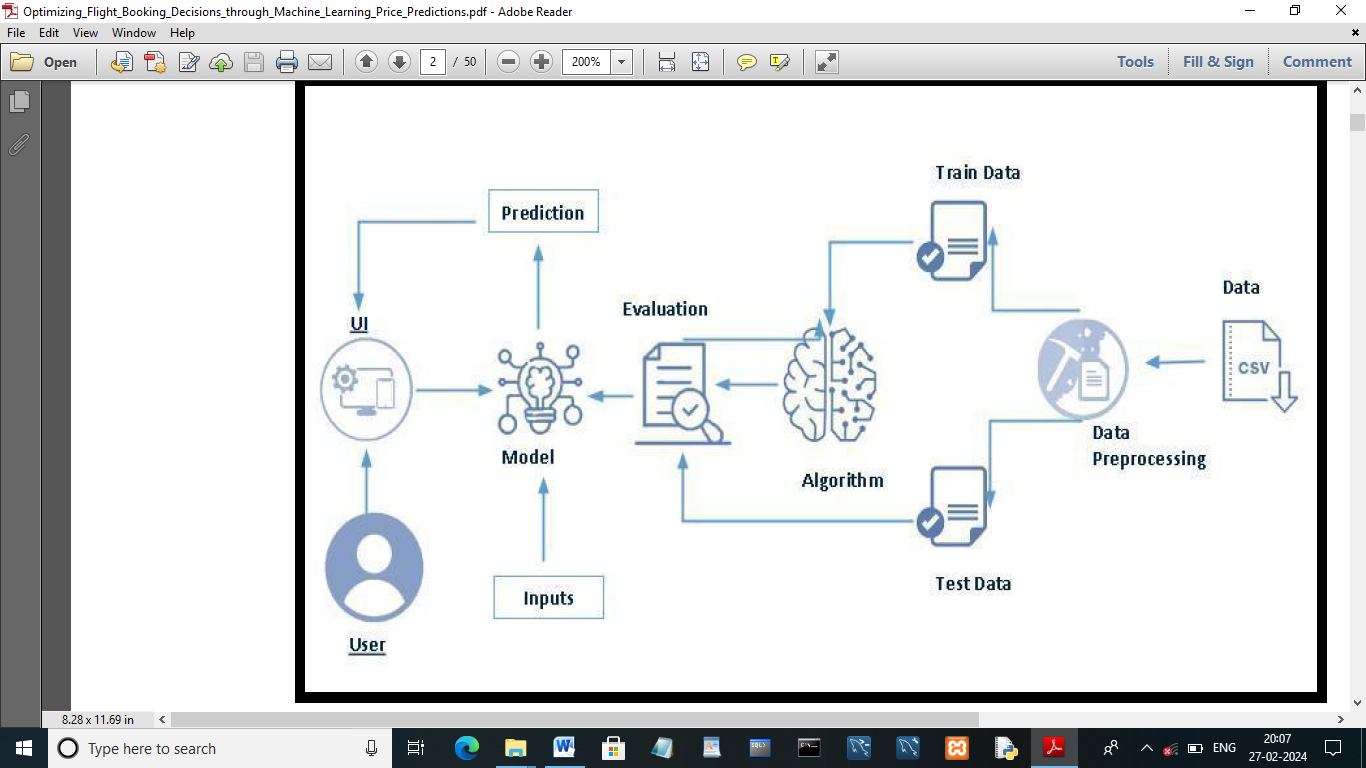 Optimizing_Flight_Booking_Decisions_through_Machine_Learning_Price_Predictions.pdf - Adobe Reader
File Edit View Window Help
Open 2 / 50 200% Tools Fill & Sign Comment
Train Data
Prediction
Data
Evaluation
UI
CSV
Data
Preprocessing
Model
Algorithm
Test Data
Inputs
User
8.28 x 11.69 in
Type here to search
ENG
20:07
27-02-2024